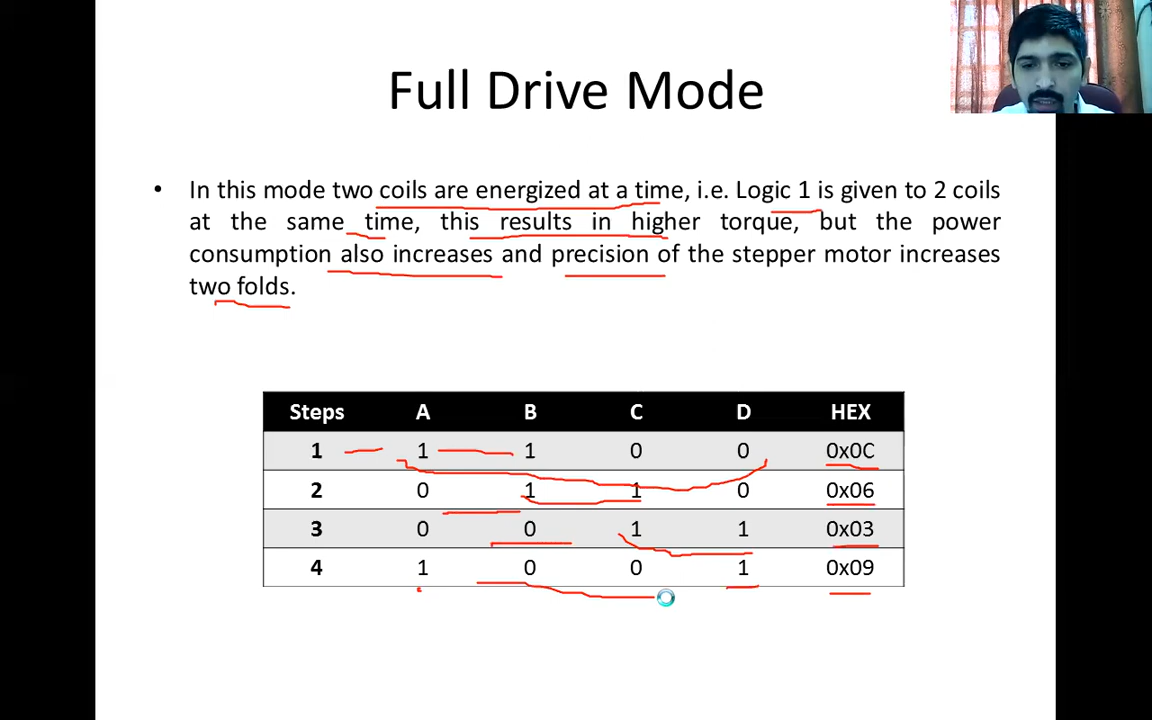 Full Drive Mode
• In this mode two coils are energized at a time, i.e. Logic 1 is given to 2 coils
at the same time, this results in higher torque, but the power
consumption also increases and precision of the stepper motor increases
two folds.
Steps A B C D HEX
1 1 1 0 0 0x0C
2 0 1 1 0 0x06
3 0 0 1 1 0x03
4 1 0 0 1 0x09